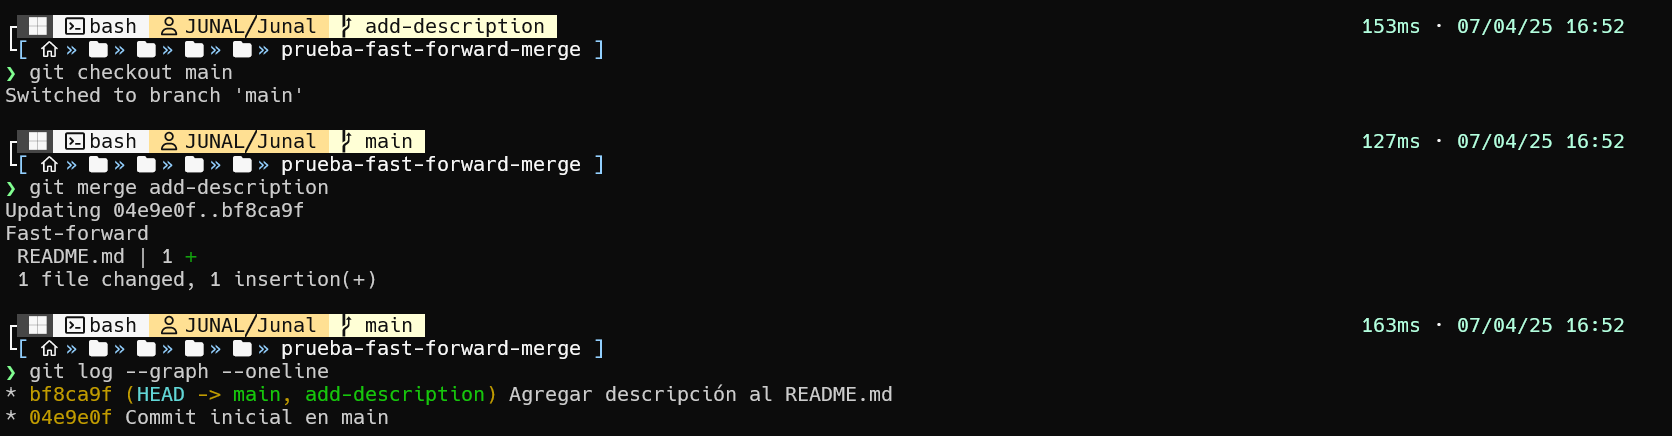 bash JUNAL/Junal add-description 153ms · 07/04/25 16:52
[ » » » » » prueba-fast-forward-merge ]
❯ git checkout main
Switched to branch 'main'
bash JUNAL/Junal main 127ms · 07/04/25 16:52
[ » » » » » prueba-fast-forward-merge ]
❯ git merge add-description
Updating 04e9e0f..bf8ca9f
Fast-forward
README.md | 1 +
1 file changed, 1 insertion(+)
bash JUNAL/Junal main 163ms · 07/04/25 16:52
[ » » » » » prueba-fast-forward-merge ]
❯ git log --graph --oneline
* bf8ca9f (HEAD -> main, add-description) Agregar descripción al README.md
* 04e9e0f Commit inicial en main